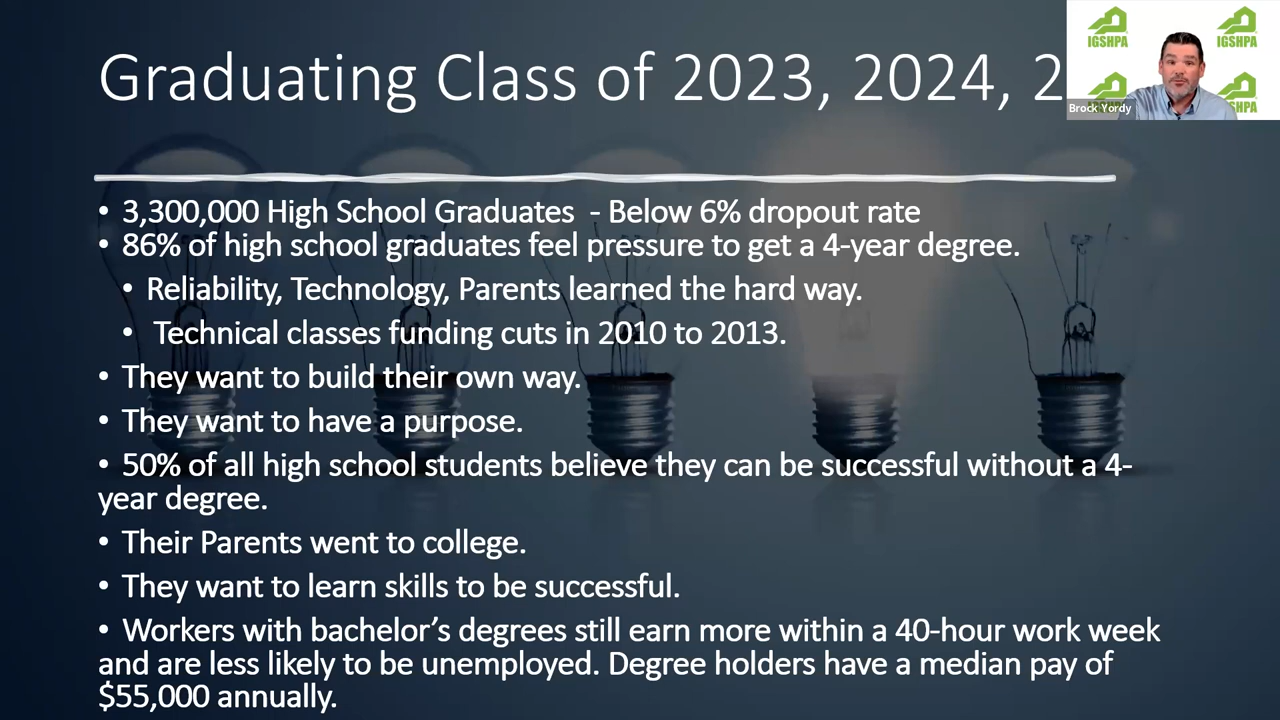 Graduating Class of 2023, 2024, 2
IGSHPA
IGSHPA
IGSHPA
IGSHPA
Brock Yordy
• 3,300,000 High School Graduates - Below 6% dropout rate
• 86% of high school graduates feel pressure to get a 4-year degree.
• Reliability, Technology, Parents learned the hard way.
• Technical classes funding cuts in 2010 to 2013.
• They want to build their own way.
• They want to have a purpose.
• 50% of all high school students believe they can be successful without a 4-
year degree.
• Their Parents went to college.
• They want to learn skills to be successful.
• Workers with bachelor’s degrees still earn more within a 40-hour work week
and are less likely to be unemployed. Degree holders have a median pay of
$55,000 annually.